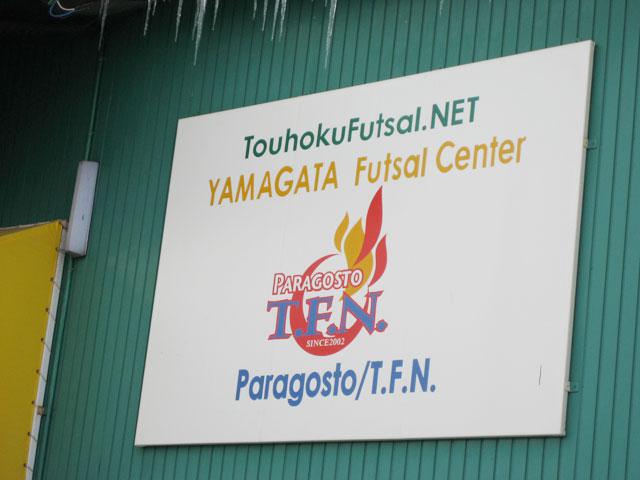 TouhokuFutsal.NET
YAMAGATA Futsal Center
PARAGOSTO
T.F.N.
SINCE2002
Paragosto/T.F.N.